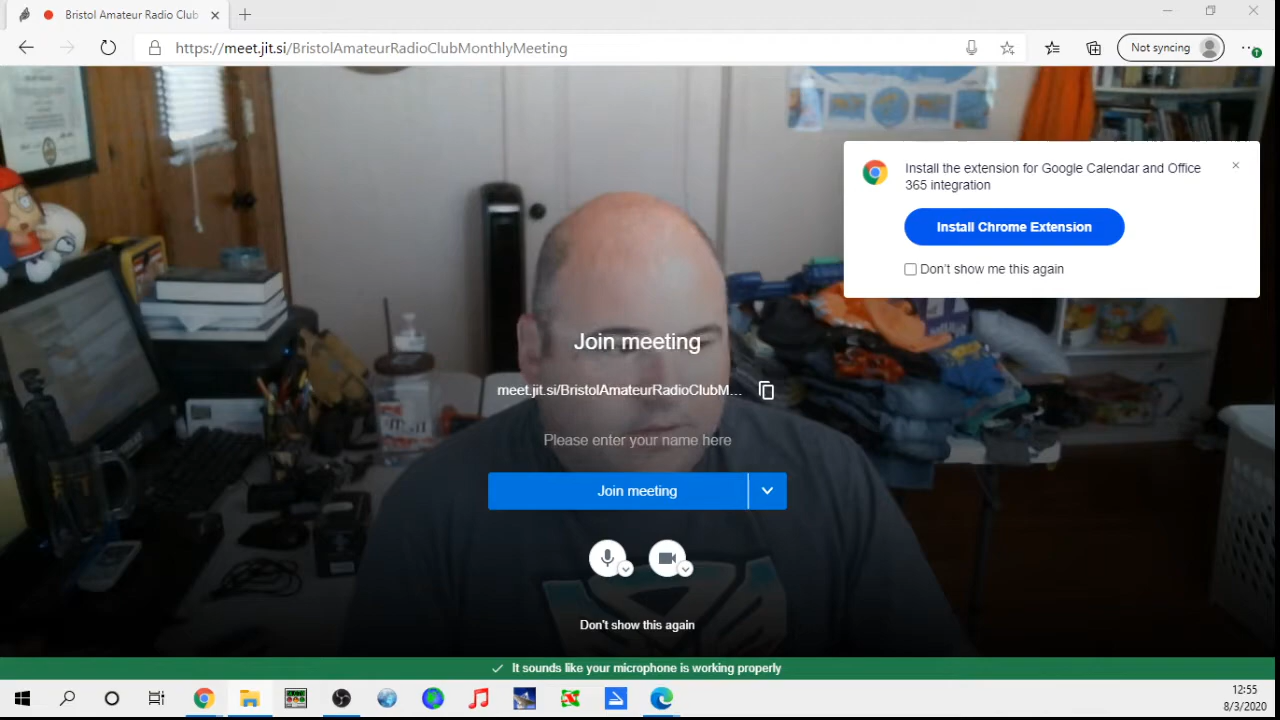 Bristol Amateur Radio Club
https://meet.jit.si/BristolAmateurRadioClubMonthlyMeeting
Not syncing
Install the extension for Google Calendar and Office
365 integration
Install Chrome Extension
Don't show me this again
Join meeting
meet.jit.si/BristolAmateurRadioClubM...
Please enter your name here
Join meeting
Don't show this again
It sounds like your microphone is working properly
12:55
8/3/2020